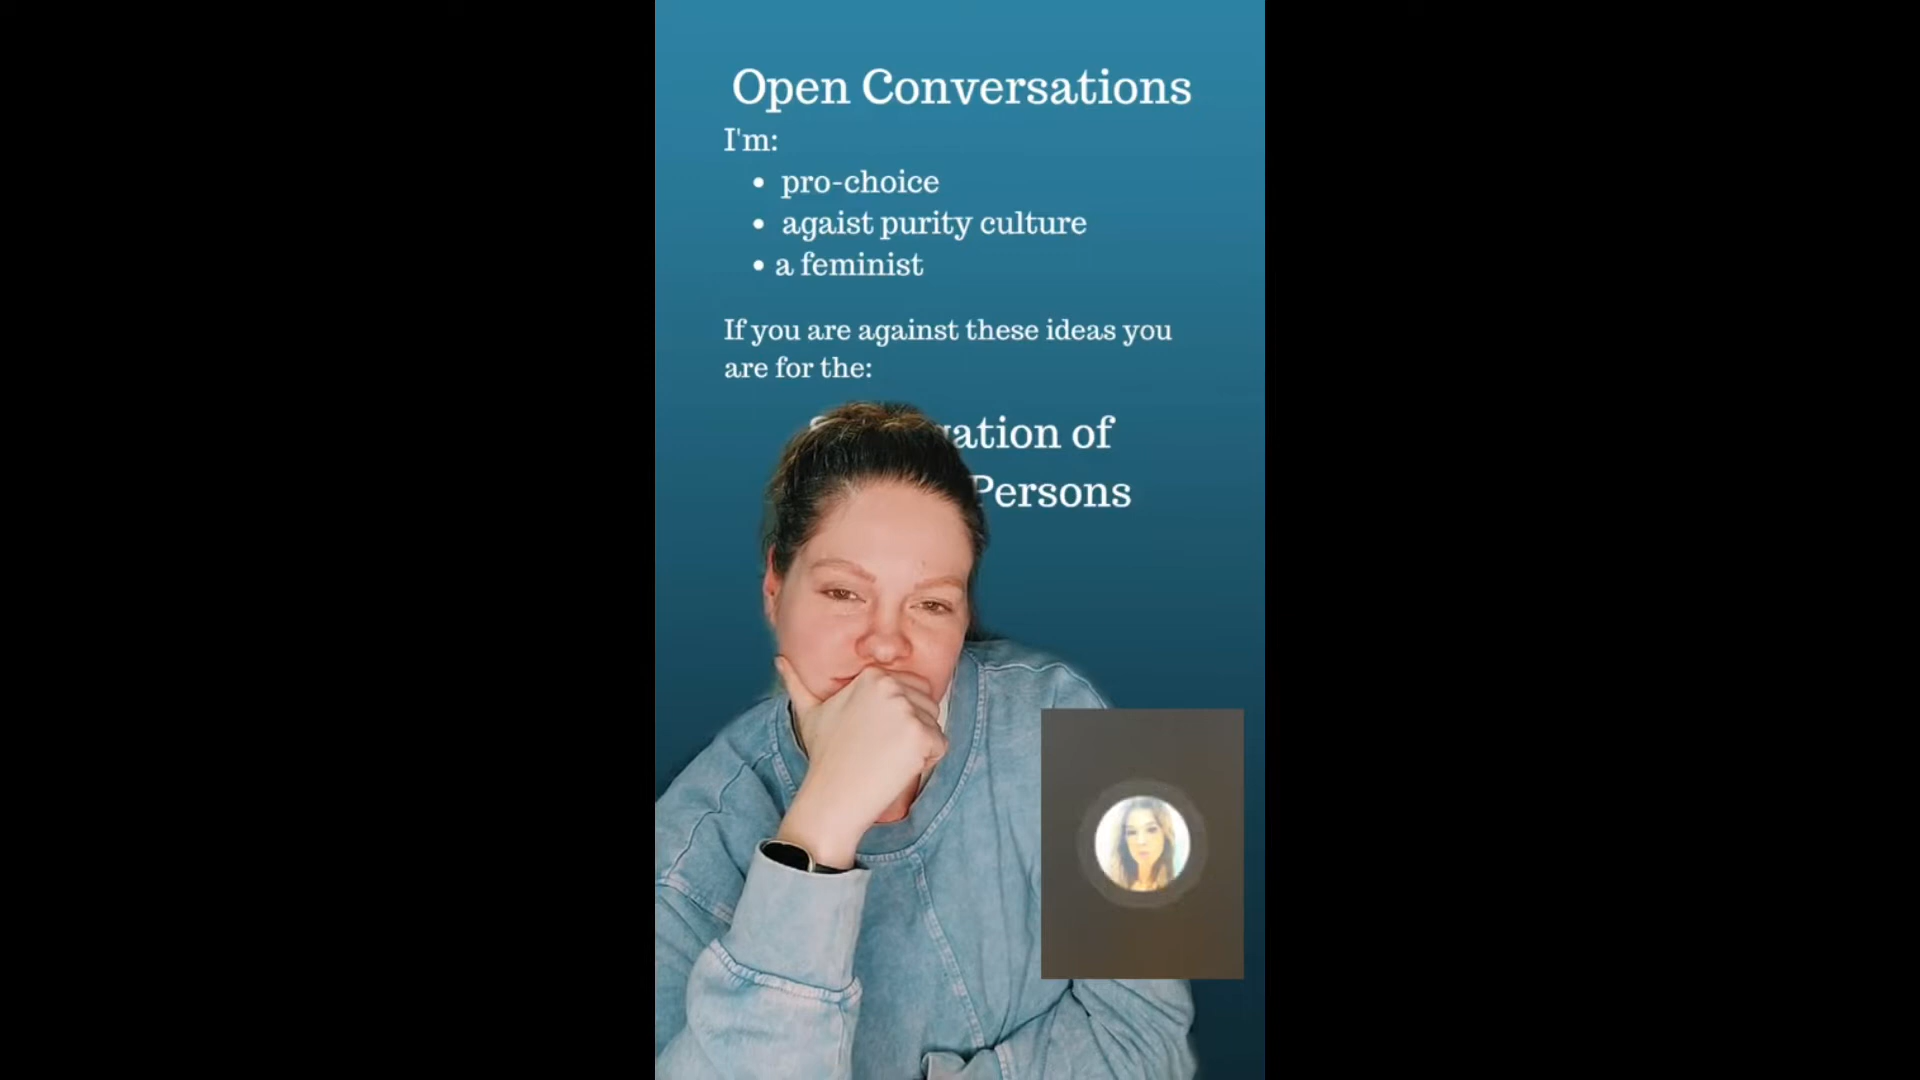 Open Conversations
I'm:
• pro-choice
• agaist purity culture
• a feminist
If you are against these ideas you
are for the:
of
Persons